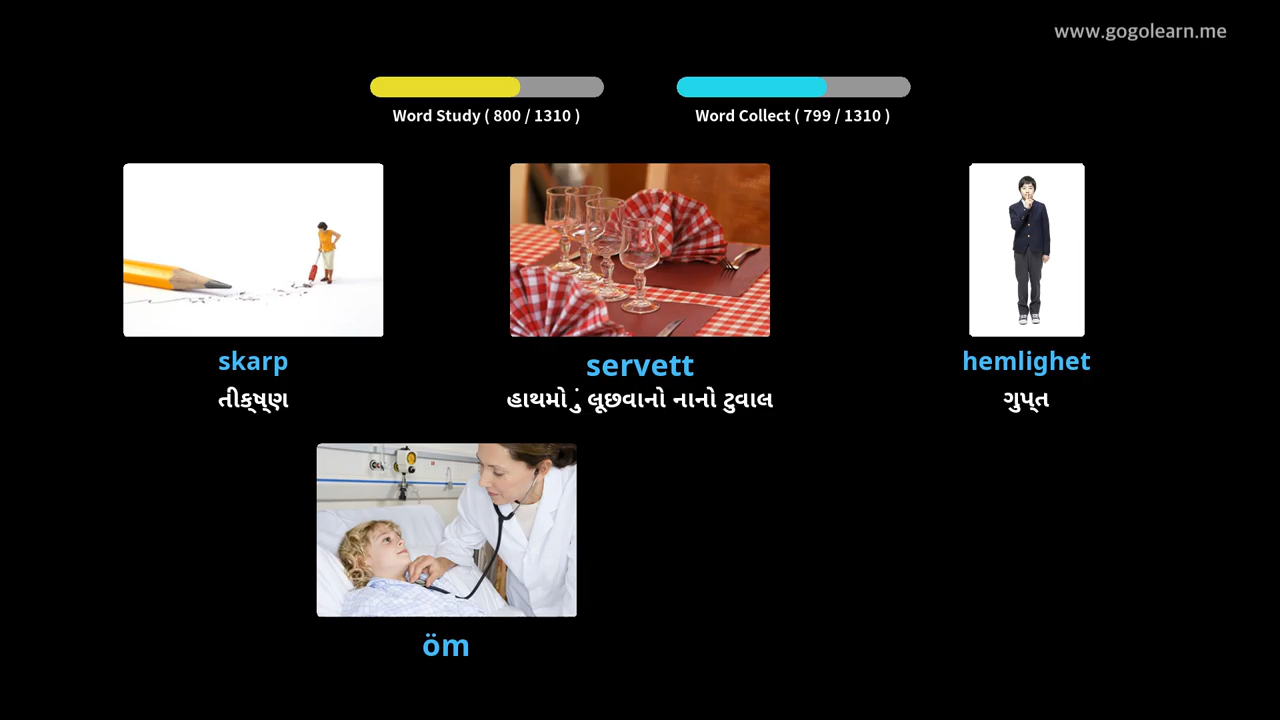 www.gogolearn.me
Word Study ( 800 / 1310 )
Word Collect ( 799 / 1310 )
skarp
servett
hemlighet
તીક્ષ્ણ
હાથમોં ુ લૂછવાનો નાનો ટુવાલ
ગુપ્ત
öm